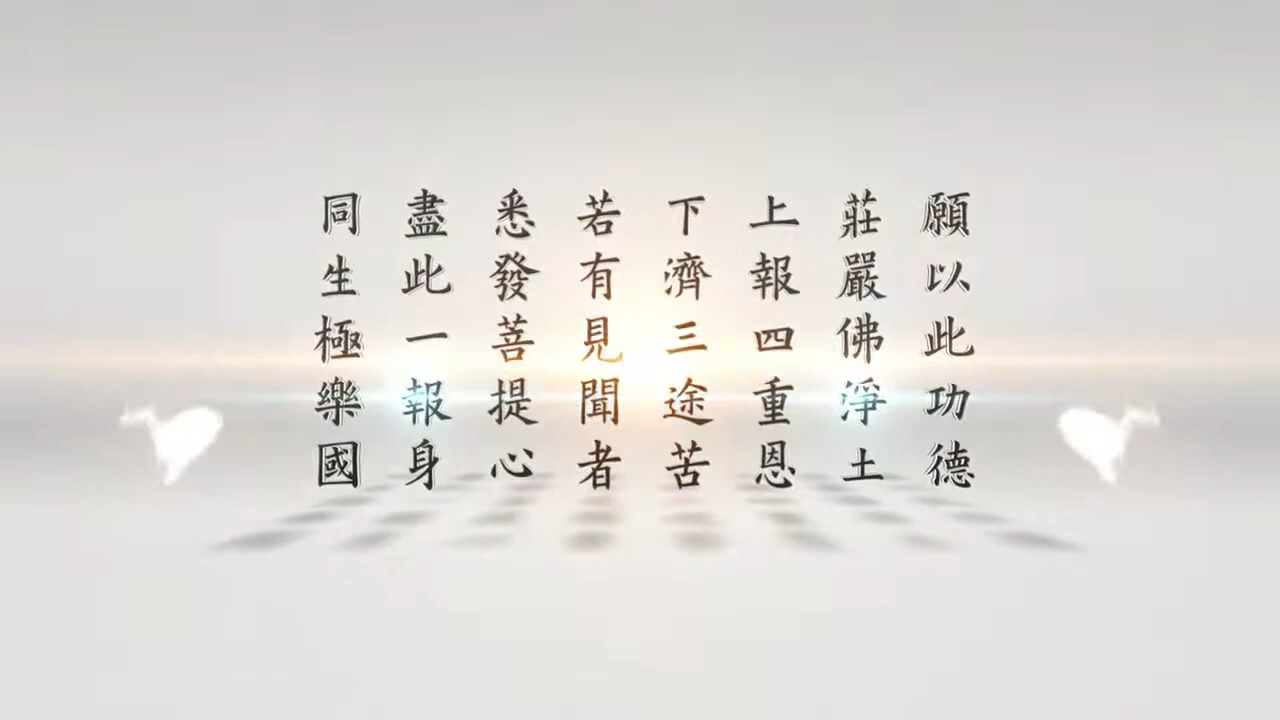 願以此功德
莊嚴佛淨土
上報四重恩
下濟三途苦
若有見聞者
悉發菩提心
盡此一報身
同生極樂國